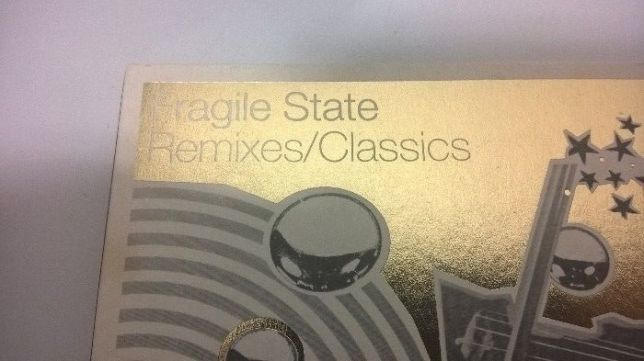 Fragile State
Remixes/Classics